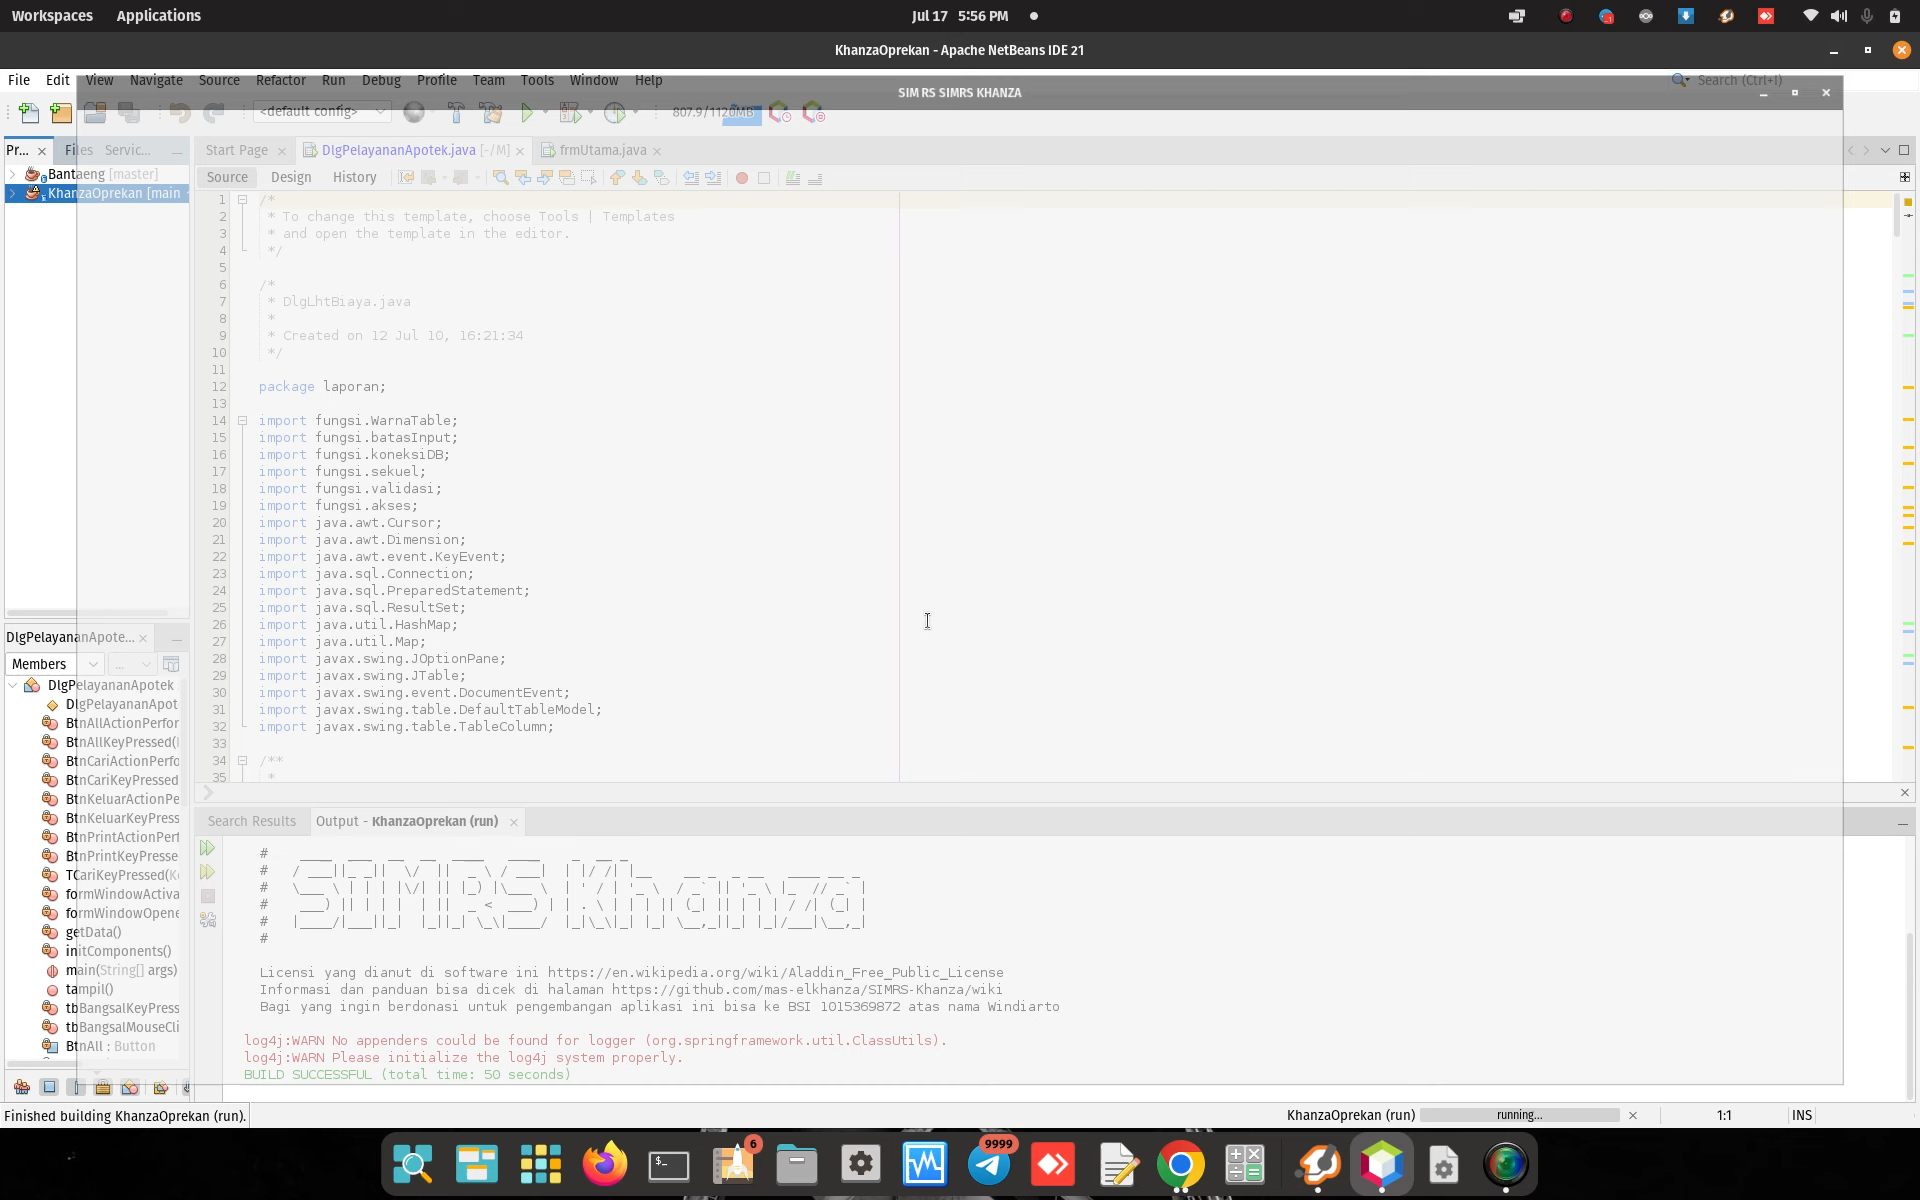 Workspaces Applications Jul 17 5:56 PM
KhanzaOprekan - Apache NetBeans IDE 21
File Edit View Navigate Source Refactor Run Debug Profile Team Tools Window Help Search (Ctrl+I)
SIM RS SIMRS KHANZA
<default config> 807.9/1120MB
Pr... Files Servic... Start Page DlgPelayananApotek.java [-/M] frmUtama.java
Bantaeng [master]
KhanzaOprekan [main
Source Design History
1 /*
2 * To change this template, choose Tools | Templates
3 * and open the template in the editor.
4 */
5
6 /*
7 * DlgLhtBiaya.java
8 *
9 * Created on 12 Jul 10, 16:21:34
10 */
11
12 package laporan;
13
14 import fungsi.WarnaTable;
15 import fungsi.batasInput;
16 import fungsi.koneksiDB;
17 import fungsi.sekuel;
18 import fungsi.validasi;
19 import fungsi.akses;
20 import java.awt.Cursor;
21 import java.awt.Dimension;
22 import java.awt.event.KeyEvent;
23 import java.sql.Connection;
24 import java.sql.PreparedStatement;
25 import java.sql.ResultSet;
26 import java.util.HashMap;
27 import java.util.Map;
28 import javax.swing.JOptionPane;
29 import javax.swing.JTable;
30 import javax.swing.event.DocumentEvent;
31 import javax.swing.table.DefaultTableModel;
32 import javax.swing.table.TableColumn;
33
34 /**
35 *
DlgPelayananApote...
Members ...
DlgPelayananApotek
DlgPelayananApot
BtnAllActionPerfor
BtnAllKeyPressed(
BtnCariActionPerfo
BtnCariKeyPressed
BtnKeluarActionPe
BtnKeluarKeyPress
BtnPrintActionPerf
BtnPrintKeyPresse
TCariKeyPressed(Ke
formWindowActiva
formWindowOpene
getData()
initComponents()
main(String[] args)
tampil()
tbBangsalKeyPress
tbBangsalMouseCli
BtnAll : Button
Search Results Output - KhanzaOprekan (run)
SIMRS Khanza
Licensi yang dianut di software ini https://en.wikipedia.org/wiki/Aladdin_Free_Public_License
Informasi dan panduan bisa dicek di halaman https://github.com/mas-elkhanza/SIMRS-Khanza/wiki
Bagi yang ingin berdonasi untuk pengembangan aplikasi ini bisa ke BSI 1015369872 atas nama Windiarto
log4j:WARN No appenders could be found for logger (org.springframework.util.ClassUtils).
log4j:WARN Please initialize the log4j system properly.
BUILD SUCCESSFUL (total time: 50 seconds)
Finished building KhanzaOprekan (run). KhanzaOprekan (run) running... 1:1 INS
6 9999